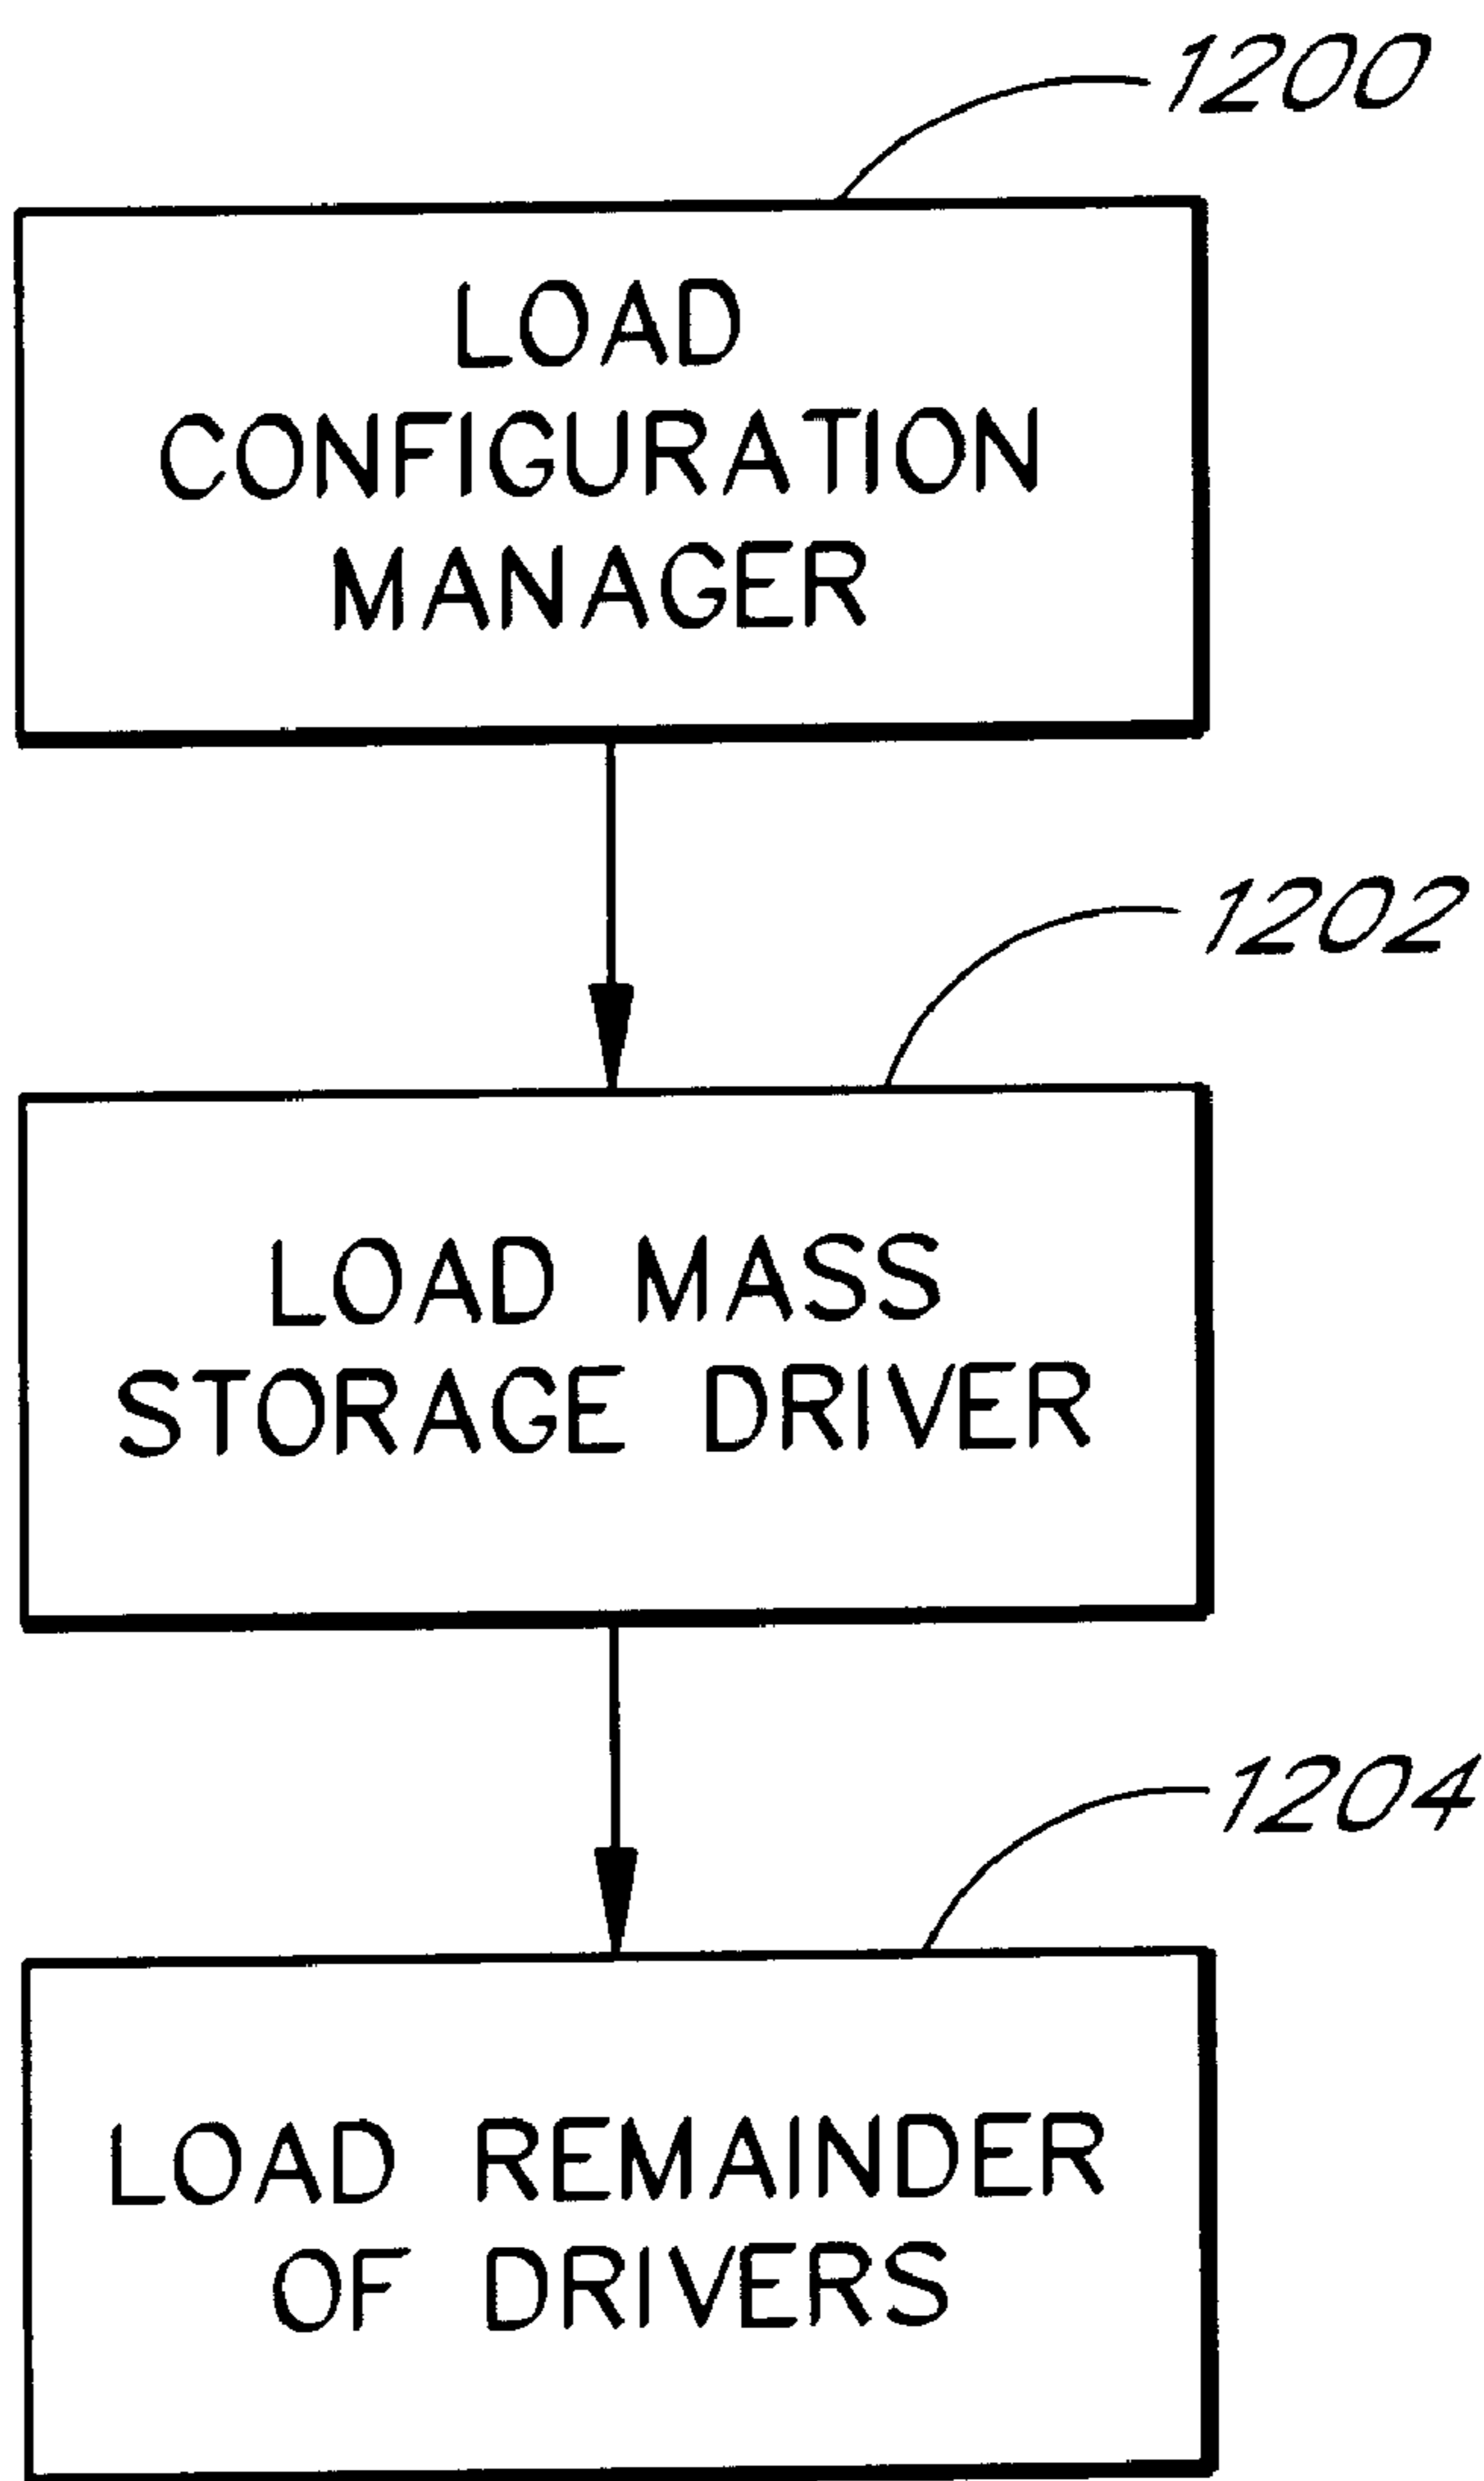 1200
LOAD
CONFIGURATION
MANAGER
1202
LOAD MASS
STORAGE DRIVER
1204
LOAD REMAINDER
OF DRIVERS